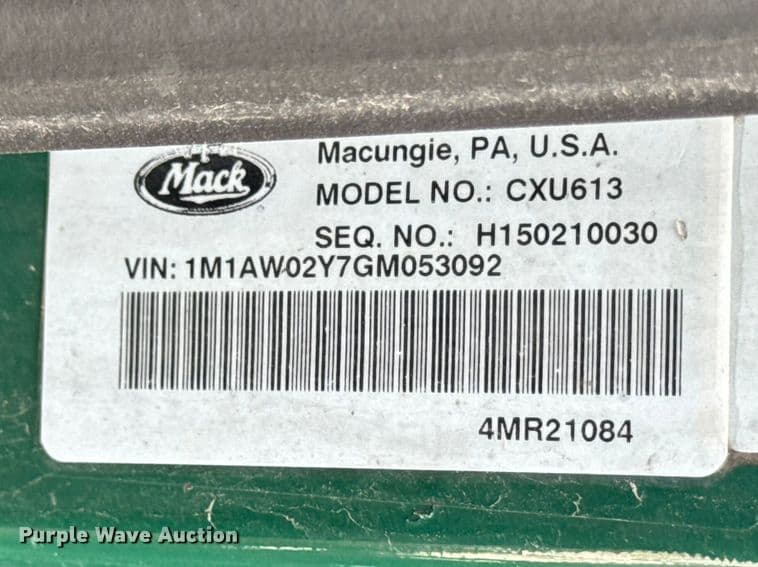 Mack
Macungie, PA, U.S.A.
MODEL NO.: CXU613
SEQ. NO.: H150210030
VIN: 1M1AW02Y7GM053092
4MR21084
Purple Wave Auction